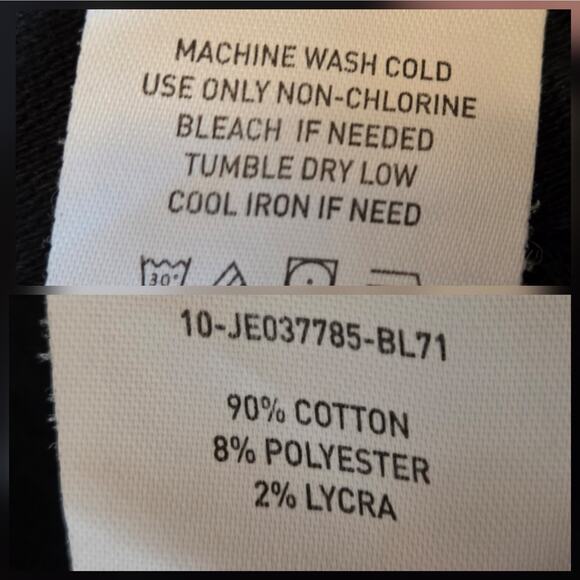 MACHINE WASH COLD
USE ONLY NON-CHLORINE
BLEACH IF NEEDED
TUMBLE DRY LOW
COOL IRON IF NEED
30°
10-JE037785-BL71
90% COTTON
8% POLYESTER
2% LYCRA